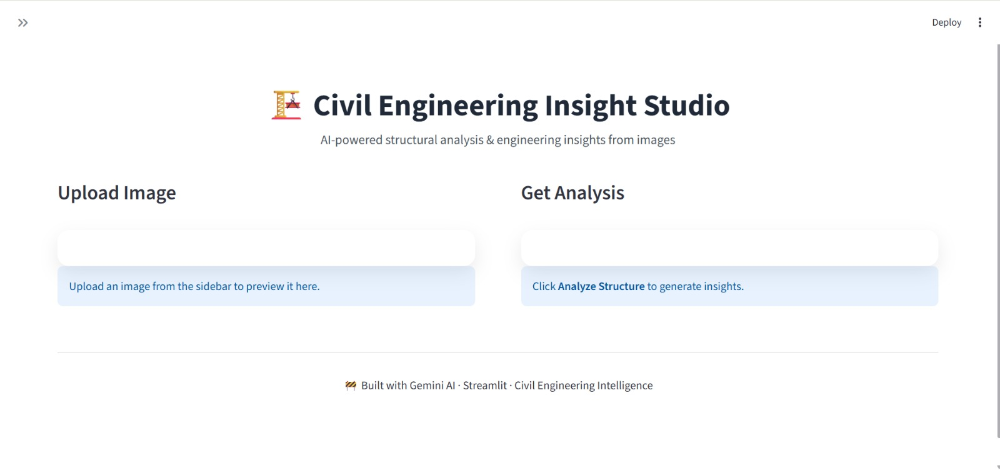 Deploy
Civil Engineering Insight Studio
AI-powered structural analysis & engineering insights from images
Upload Image
Get Analysis
Upload an image from the sidebar to preview it here.
Click Analyze Structure to generate insights.
Built with Gemini AI · Streamlit · Civil Engineering Intelligence